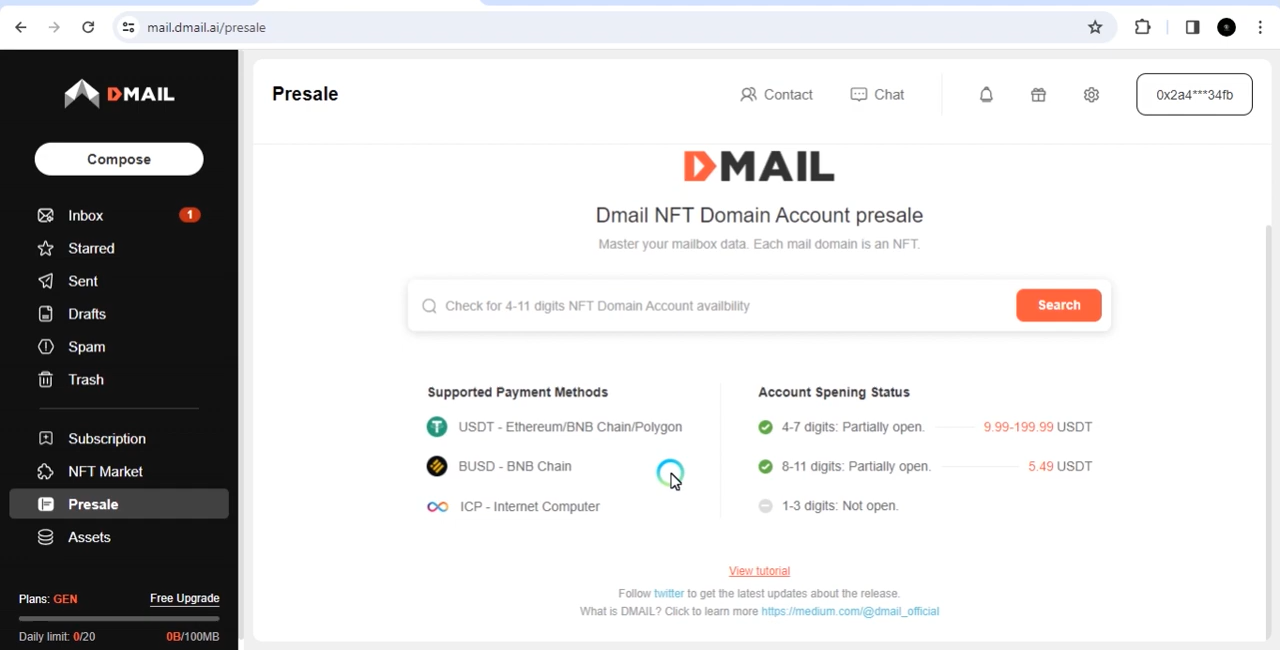 mail.dmail.ai/presale
DMAIL
Compose
Inbox 1
Starred
Sent
Drafts
Spam
Trash
Subscription
NFT Market
Presale
Assets
Plans: GEN Free Upgrade
Daily limit: 0/20 0B/100MB
Presale
Contact
Chat
0x2a4***34fb
DMAIL
Dmail NFT Domain Account presale
Master your mailbox data. Each mail domain is an NFT.
Check for 4-11 digits NFT Domain Account availbility
Search
Supported Payment Methods
USDT - Ethereum/BNB Chain/Polygon
BUSD - BNB Chain
ICP - Internet Computer
Account Spening Status
4-7 digits: Partially open. 9.99-199.99 USDT
8-11 digits: Partially open. 5.49 USDT
1-3 digits: Not open.
View tutorial
Follow twitter to get the latest updates about the release.
What is DMAIL? Click to learn more https://medium.com/@dmail_official